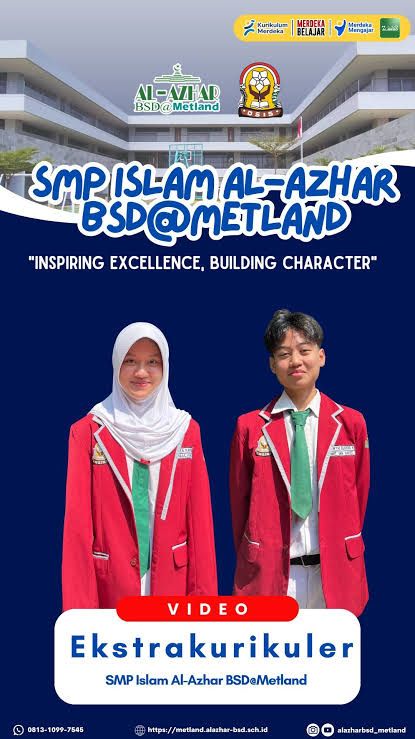 Kurikulum Merdeka
MERDEKA BELAJAR
Merdeka Mengajar
AL-AZHAR
BSD@Metland
OSIS
SMP ISLAM AL-AZHAR
BSD@METLAND
"INSPIRING EXCELLENCE, BUILDING CHARACTER"
VIDEO
Ekstrakurikuler
SMP Islam Al-Azhar BSD@Metland
0813-1099-7545
https://metland.alazhar-bsd.sch.id
alazharbsd_metland